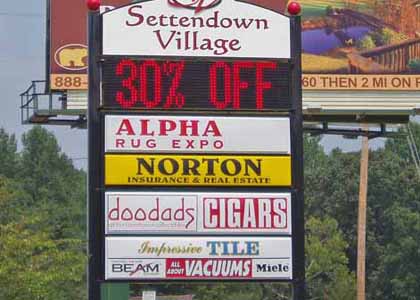 Settendown
Village
30% OFF
888-
60 THEN 2 MI ON
ALPHA
RUG EXPO
NORTON
INSURANCE & REAL ESTATE
doodads
CIGARS
Impressive TILE
BEAM ALL ABOUT VACUUMS Miele